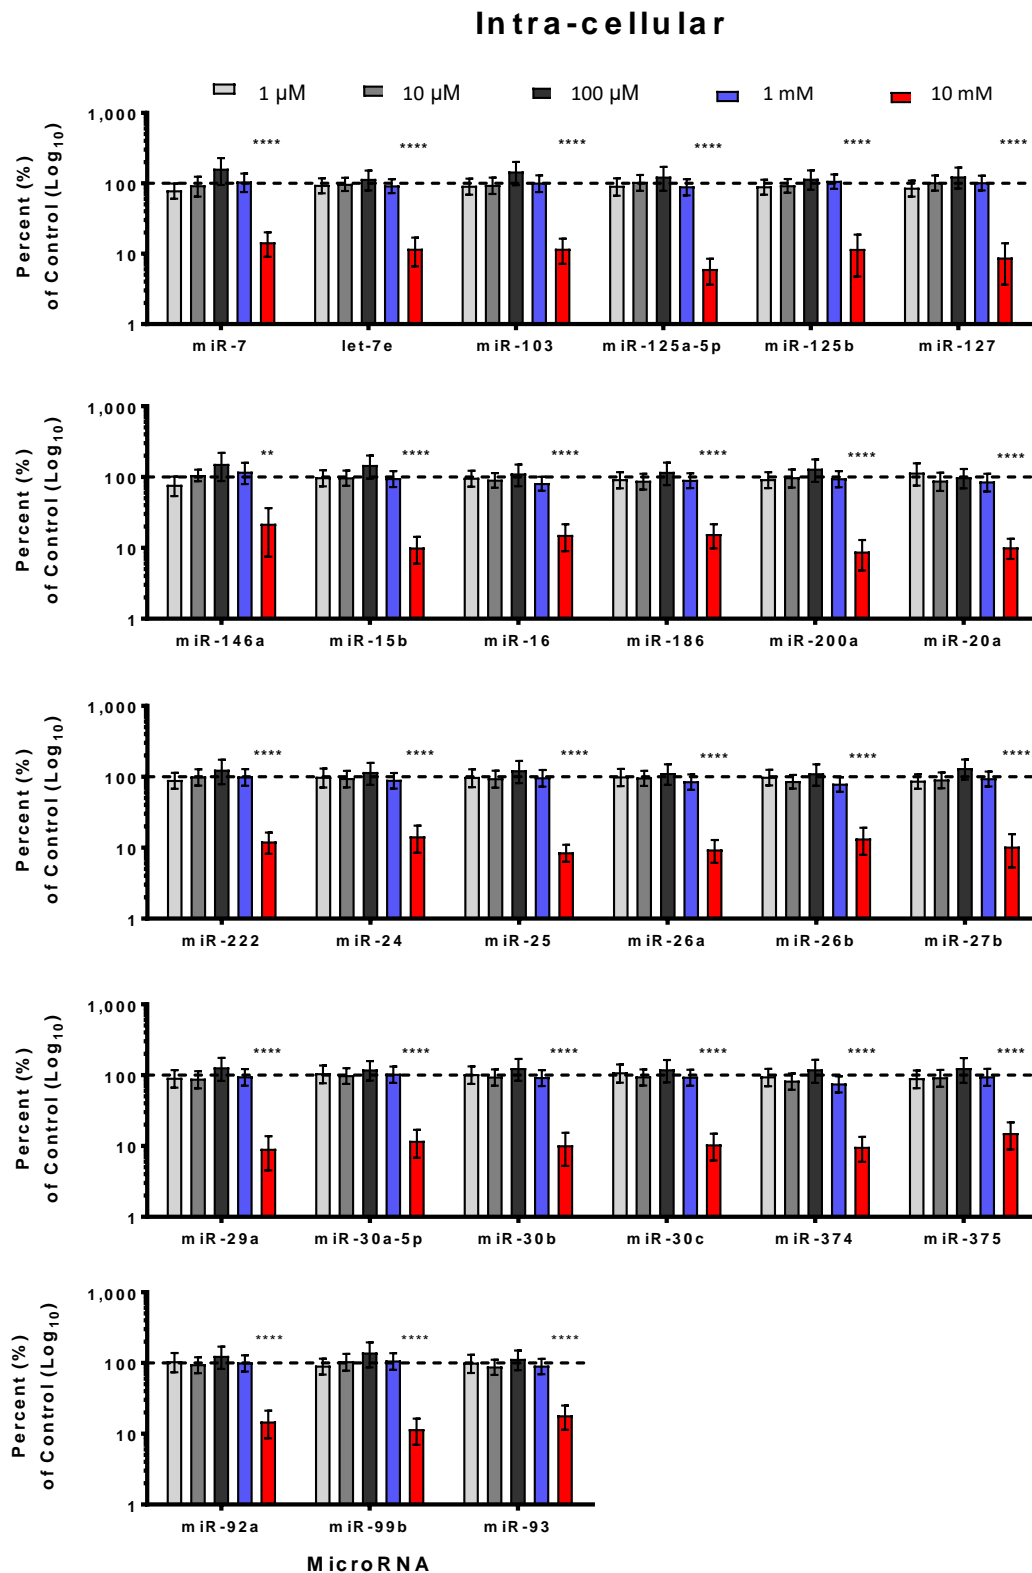 Intra-cellular
1 µM 10 µM 100 µM 1 mM 10 mM
Percent (%)
of Control (Log10)
1,000
100
10
1
**** **** **** **** **** ****
miR-7 let-7e miR-103 miR-125a-5p miR-125b miR-127
Percent (%)
of Control (Log10)
1,000
100
10
1
** **** **** **** **** ****
miR-146a miR-15b miR-16 miR-186 miR-200a miR-20a
Percent (%)
of Control (Log10)
1,000
100
10
1
**** **** **** **** **** ****
miR-222 miR-24 miR-25 miR-26a miR-26b miR-27b
Percent (%)
of Control (Log10)
1,000
100
10
1
**** **** **** **** **** ****
miR-29a miR-30a-5p miR-30b miR-30c miR-374 miR-375
Percent (%)
of Control (Log10)
1,000
100
10
1
**** **** ****
miR-92a miR-99b miR-93
MicroRNA